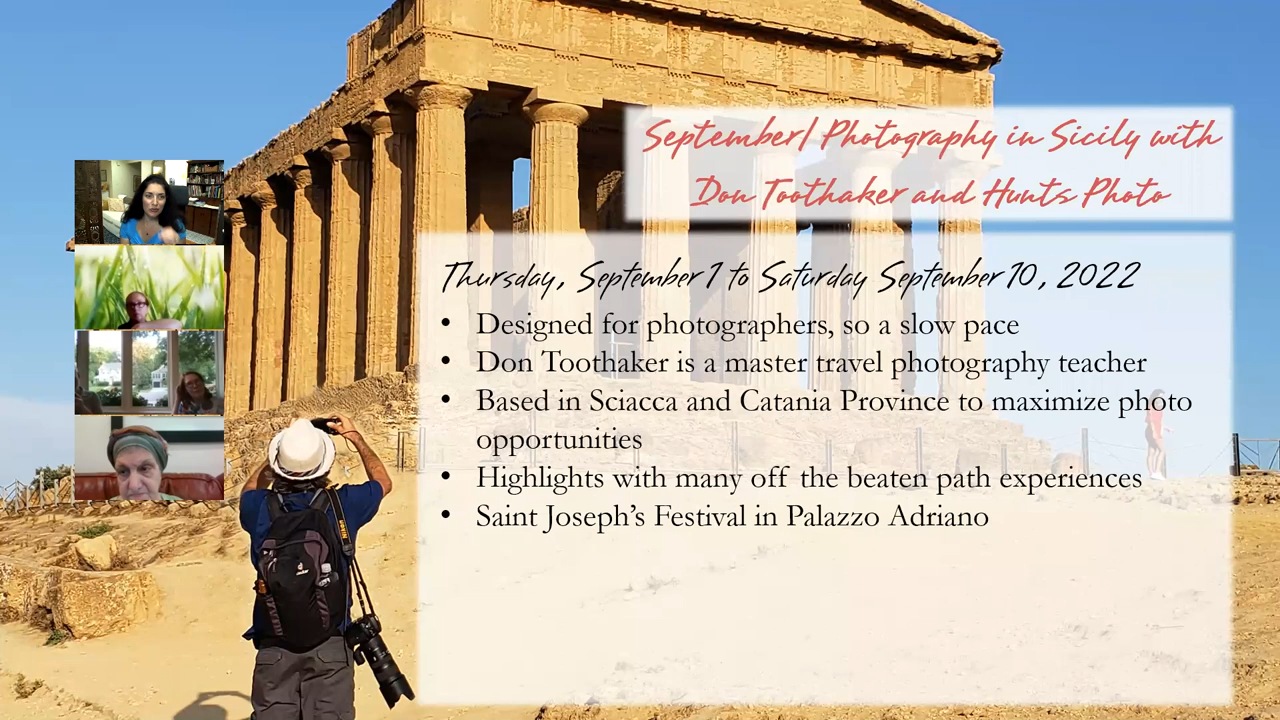 September/ Photography in Sicily with
Don Toothaker and Hunts Photo
Thursday, September 1 to Saturday September 10, 2022
• Designed for photographers, so a slow pace
• Don Toothaker is a master travel photography teacher
• Based in Sciacca and Catania Province to maximize photo
opportunities
• Highlights with many off the beaten path experiences
• Saint Joseph's Festival in Palazzo Adriano
Nikon
deuter